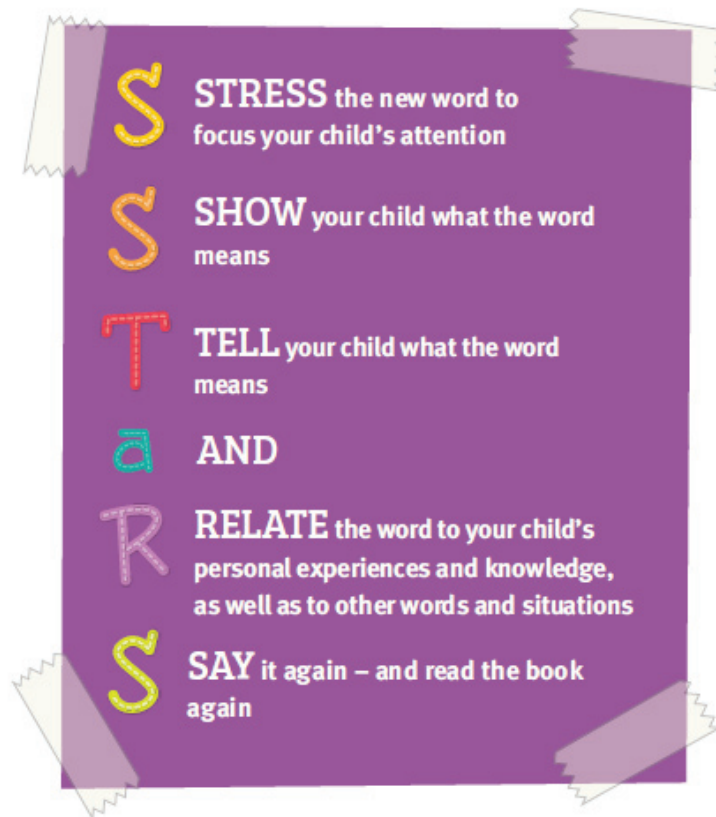 S STRESS the new word to
focus your child's attention
S SHOW your child what the word
means
T TELL your child what the word
means
a AND
R RELATE the word to your child's
personal experiences and knowledge,
as well as to other words and situations
S SAY it again – and read the book
again